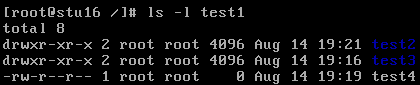 [root@stu16 /]# ls -l test1
total 8
drwxr-xr-x 2 root root 4096 Aug 14 19:21 test2
drwxr-xr-x 2 root root 4096 Aug 14 19:16 test3
-rw-r--r-- 1 root root    0 Aug 14 19:19 test4